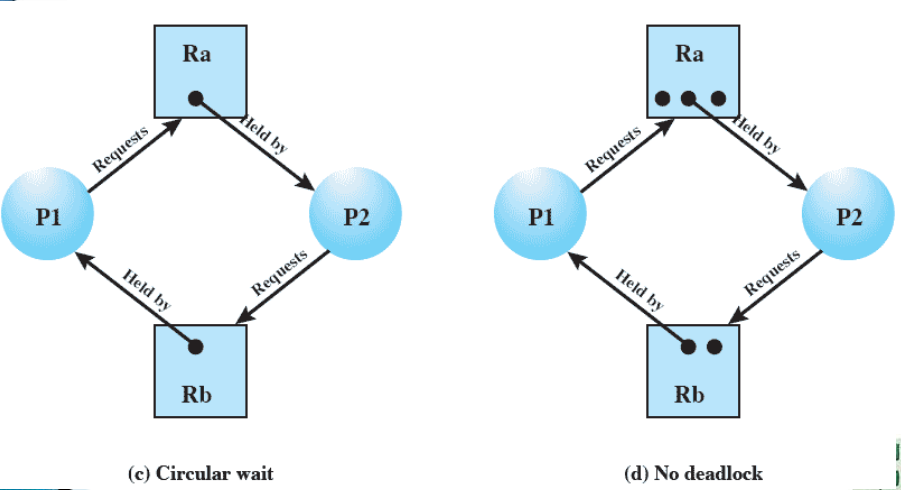 Ra
Requests
Held by
P1
P2
Held by
Requests
Rb
(c) Circular wait
Ra
Requests
Held by
P1
P2
Held by
Requests
Rb
(d) No deadlock